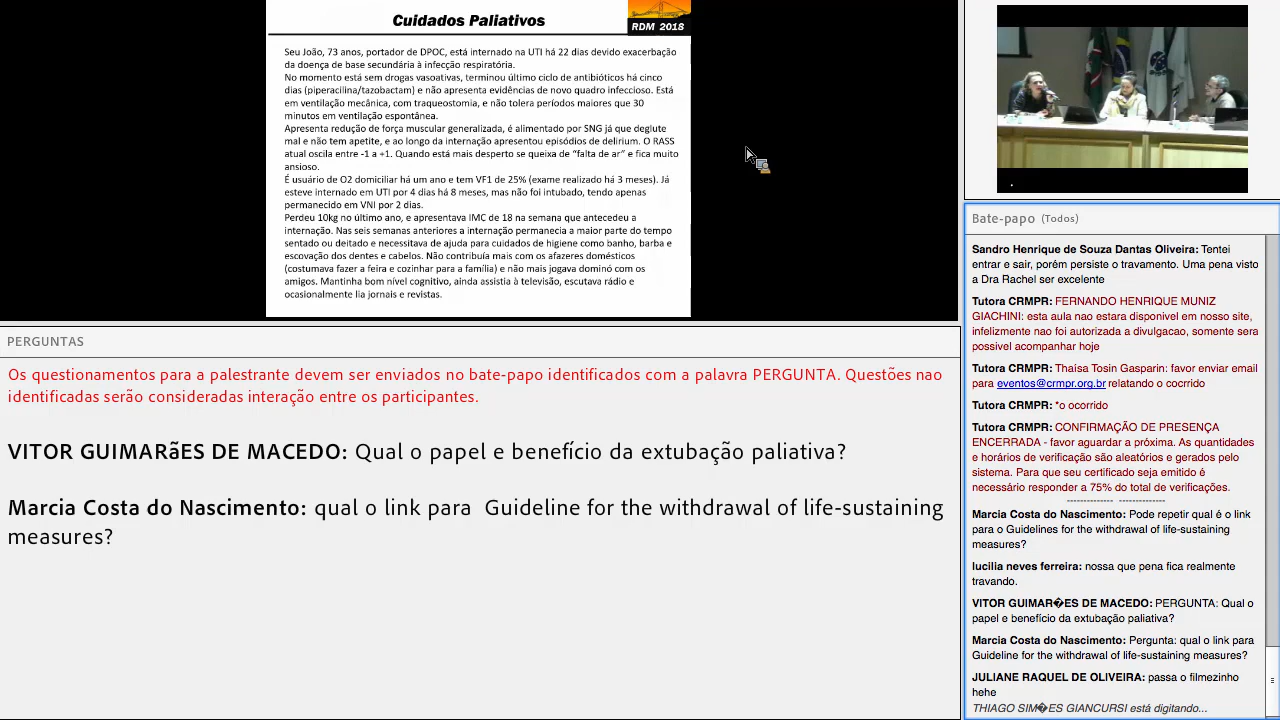 Cuidados Paliativos
RDM 2018
Seu João, 73 anos, portador de DPOC, está internado na UTI há 22 dias devido exacerbação
da doença de base secundária à infecção respiratória.
No momento está sem drogas vasoativas, terminou último ciclo de antibióticos há cinco
dias (piperacilina/tazobactam) e não apresenta evidências de novo quadro infeccioso. Está
em ventilação mecânica, com traqueostomia, e não tolera períodos maiores que 30
minutos em ventilação espontânea.
Apresenta redução de força muscular generalizada, é alimentado por SNG já que deglute
mal e não tem apetite, e ao longo da internação apresentou episódios de delirium. O RASS
atual oscila entre -1 a +1. Quando está mais desperto se queixa de "falta de ar" e fica muito
ansioso.
É usuário de O2 domiciliar há um ano e tem VF1 de 25% (exame realizado há 3 meses). Já
esteve internado em UTI por 4 dias há 8 meses, mas não foi intubado, tendo apenas
permanecido em VNI por 2 dias.
Perdeu 10kg no último ano, e apresentava IMC de 18 na semana que antecedeu a
internação. Nas seis semanas anteriores a internação permanecia a maior parte do tempo
sentado ou deitado e necessitava de ajuda para cuidados de higiene como banho, barba e
escovação dos dentes e cabelos. Não contribuía mais com os afazeres domésticos
(costumava fazer a feira e cozinhar para a família) e não mais jogava dominó com os
amigos. Mantinha bom nível cognitivo, ainda assistia à televisão, escutava rádio e
ocasionalmente lia jornais e revistas.
PERGUNTAS
Os questionamentos para a palestrante devem ser enviados no bate-papo identificados com a palavra PERGUNTA. Questões nao
identificadas serão consideradas interação entre os participantes.
VITOR GUIMARãES DE MACEDO: Qual o papel e benefício da extubação paliativa?
Marcia Costa do Nascimento: qual o link para Guideline for the withdrawal of life-sustaining
measures?
Bate-papo (Todos)
Sandro Henrique de Souza Dantas Oliveira: Tentei
entrar e sair, porém persiste o travamento. Uma pena visto
a Dra Rachel ser excelente
Tutora CRMPR: FERNANDO HENRIQUE MUNIZ
GIACHINI: esta aula nao estara disponivel em nosso site,
infelizmente nao foi autorizada a divulgacao, somente sera
possivel acompanhar hoje
Tutora CRMPR: Thaísa Tosin Gasparin: favor enviar email
para eventos@crmpr.org.br relatando o cocrrido
Tutora CRMPR: *o ocorrido
Tutora CRMPR: CONFIRMAÇÃO DE PRESENÇA
ENCERRADA - favor aguardar a próxima. As quantidades
e horários de verificação são aleatórios e gerados pelo
sistema. Para que seu certificado seja emitido é
necessário responder a 75% do total de verificações.
-------------- --------------
Marcia Costa do Nascimento: Pode repetir qual é o link
para o Guidelines for the withdrawal of life-sustaining
measures?
lucilia neves ferreira: nossa que pena fica realmente
travando.
VITOR GUIMAR�ES DE MACEDO: PERGUNTA: Qual o
papel e benefício da extubação paliativa?
Marcia Costa do Nascimento: Pergunta: qual o link para
Guideline for the withdrawal of life-sustaining measures?
JULIANE RAQUEL DE OLIVEIRA: passa o filmezinho
hehe
THIAGO SIM�ES GIANCURSI está digitando...